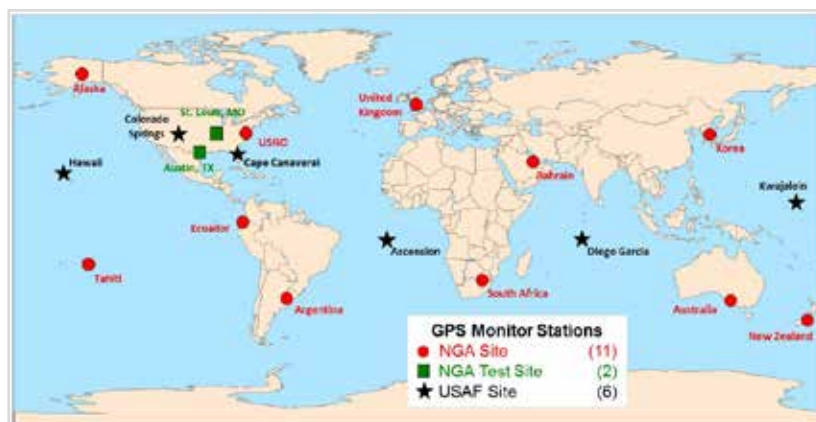 Alaska
St. Louis, MO
Colorado
Springs
USNO
Hawaii
Austin, TX
Cape Canaveral
United
Kingdom
Korea
Bahrain
Kwajalein
Ecuador
Ascension
Diego Garcia
Tahiti
South Africa
Argentina
Australia
New Zealand
GPS Monitor Stations
NGA Site (11)
NGA Test Site (2)
USAF Site (6)